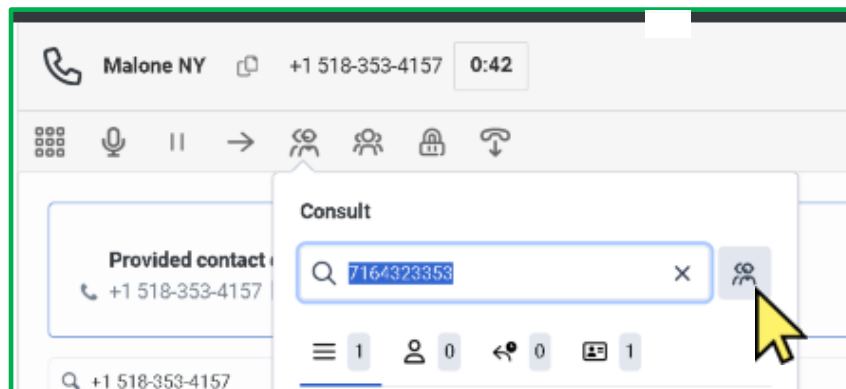 Malone NY +1 518-353-4157 0:42
Consult
Provided contact
+1 518-353-4157
7164323353
1 0 0 1
+1 518-353-4157